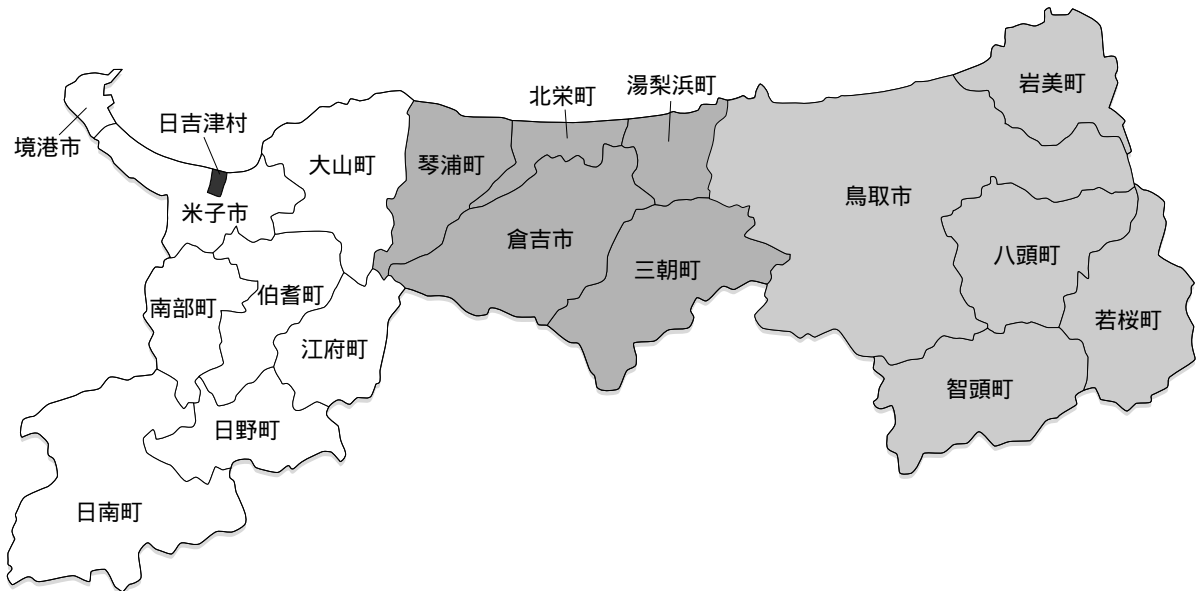 岩美町
湯梨浜町
北栄町
日吉津村
境港市
大山町
琴浦町
鳥取市
米子市
倉吉市
八頭町
三朝町
伯耆町
南部町
若桜町
江府町
智頭町
日野町
日南町